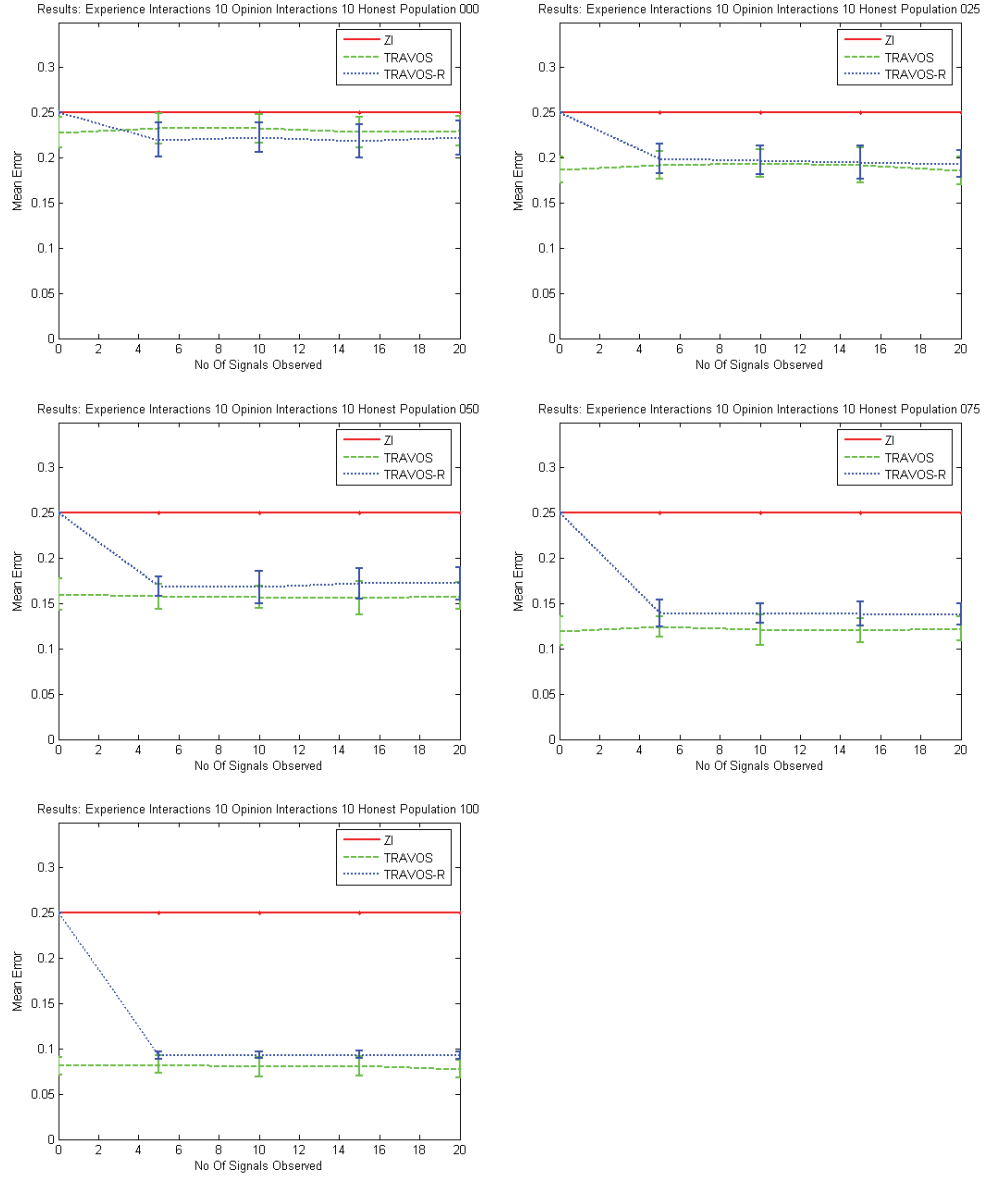 Results: Experience Interactions 10 Opinion Interactions 10 Honest Population 000
ZI
TRAVOS
TRAVOS-R
0.3
0.25
0.2
0.15
0.1
0.05
0
Mean Error
0 2 4 6 8 10 12 14 16 18 20
No Of Signals Observed
Results: Experience Interactions 10 Opinion Interactions 10 Honest Population 025
ZI
TRAVOS
TRAVOS-R
0.3
0.25
0.2
0.15
0.1
0.05
0
Mean Error
0 2 4 6 8 10 12 14 16 18 20
No Of Signals Observed
Results: Experience Interactions 10 Opinion Interactions 10 Honest Population 050
ZI
TRAVOS
TRAVOS-R
0.3
0.25
0.2
0.15
0.1
0.05
0
Mean Error
0 2 4 6 8 10 12 14 16 18 20
No Of Signals Observed
Results: Experience Interactions 10 Opinion Interactions 10 Honest Population 075
ZI
TRAVOS
TRAVOS-R
0.3
0.25
0.2
0.15
0.1
0.05
0
Mean Error
0 2 4 6 8 10 12 14 16 18 20
No Of Signals Observed
Results: Experience Interactions 10 Opinion Interactions 10 Honest Population 100
ZI
TRAVOS
TRAVOS-R
0.3
0.25
0.2
0.15
0.1
0.05
0
Mean Error
0 2 4 6 8 10 12 14 16 18 20
No Of Signals Observed